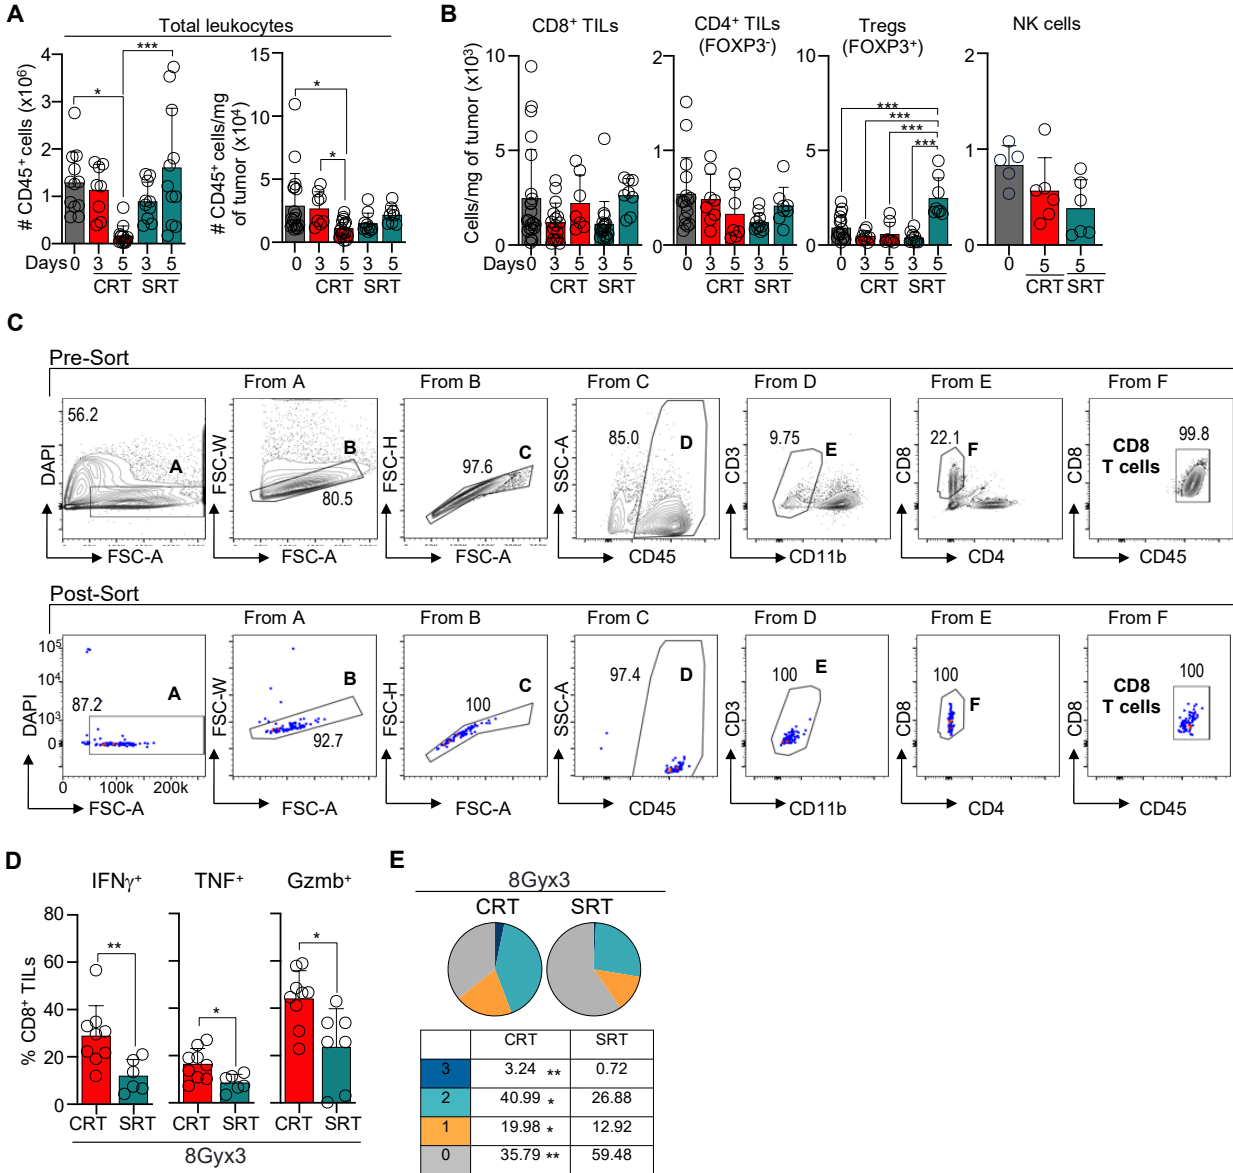 A
Total leukocytes
# CD45+ cells (x10⁶)
4
3
2
1
0
*
***
Days 0 3 5 3 5
CRT SRT
# CD45+ cells/mg
of tumor (x10⁴)
15
10
5
0
*
*
0 3 5 3 5
CRT SRT
B
CD8+ TILs
Cells/mg of tumor (x10³)
10
5
0
Days 0 3 5 3 5
CRT SRT
CD4+ TILs
(FOXP3-)
2
1
0
0 3 5 3 5
CRT SRT
Tregs
(FOXP3+)
10
5
0
***
***
***
***
0 3 5 3 5
CRT SRT
NK cells
2
1
0
0 5 5
CRT SRT
C
Pre-Sort
From A From B From C From D From E From F
56.2
A
DAPI
FSC-A
B
80.5
FSC-W
FSC-A
97.6
C
FSC-H
FSC-A
85.0
D
SSC-A
CD45
9.75
E
CD3
CD11b
22.1
F
CD8
CD4
CD8
T cells
99.8
CD8
CD45
Post-Sort
From A From B From C From D From E From F
10⁵
10⁴
10³
0
87.2
A
DAPI
0 100k 200k
FSC-A
B
92.7
FSC-W
FSC-A
100
C
FSC-H
FSC-A
97.4
D
SSC-A
CD45
100
E
CD3
CD11b
100
F
CD8
CD4
CD8
T cells
100
CD8
CD45
D
IFNγ+ TNF+ Gzmb+
% CD8+ TILs
80
60
40
20
0
**
*
*
CRT SRT CRT SRT CRT SRT
8Gyx3
E
8Gyx3
CRT SRT
CRT SRT
3 3.24 ** 0.72
2 40.99 * 26.88
1 19.98 * 12.92
0 35.79 ** 59.48